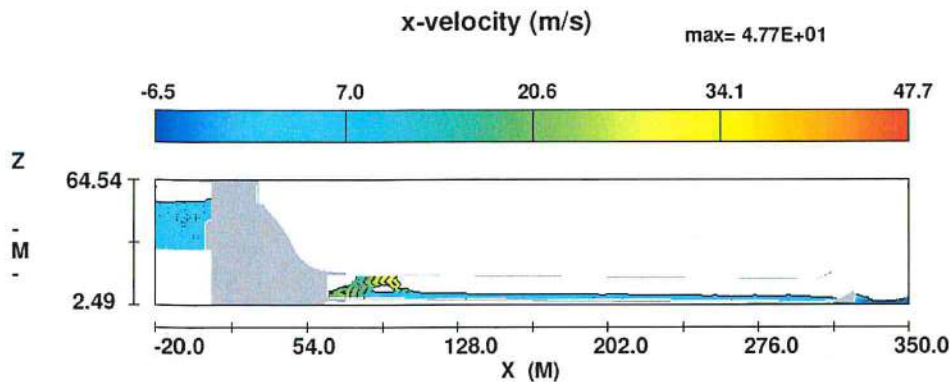 x-velocity (m/s)
max= 4.77E+01
-6.5 7.0 20.6 34.1 47.7
Z
64.54
-
M
-
2.49
-20.0 54.0 128.0 202.0 276.0 350.0
X (M)